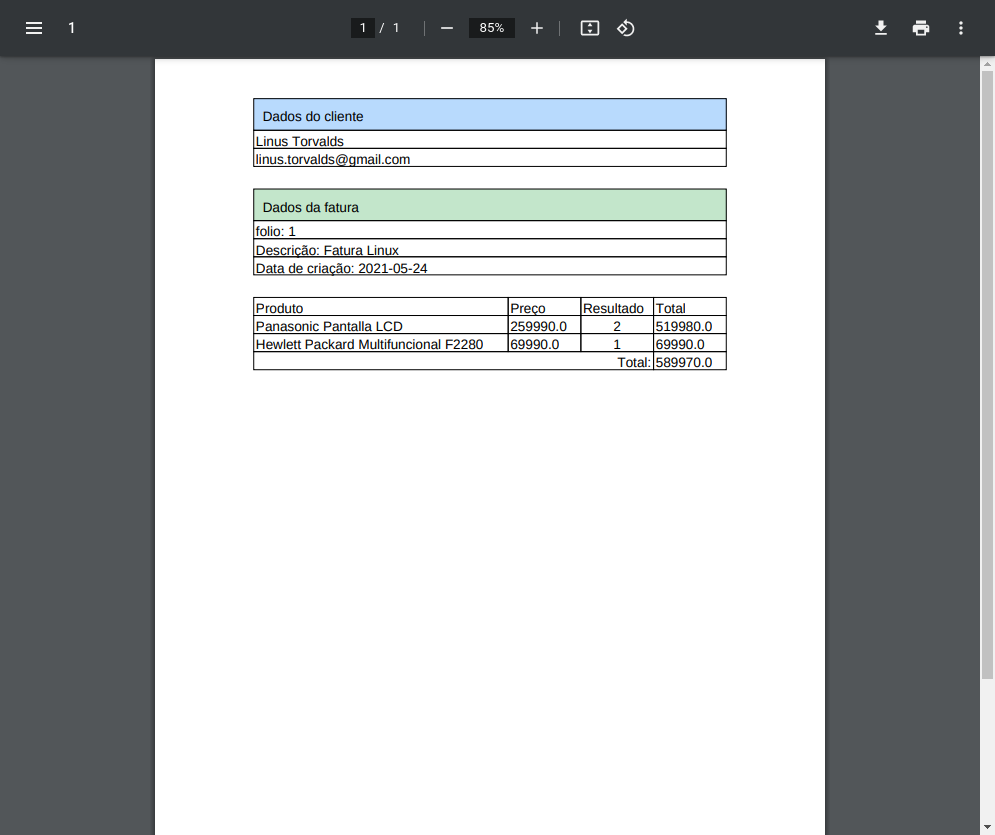 1
1 / 1
85%
Dados do cliente
Linus Torvalds
linus.torvalds@gmail.com
Dados da fatura
folio: 1
Descrição: Fatura Linux
Data de criação: 2021-05-24
Produto Preço Resultado Total
Panasonic Pantalla LCD 259990.0 2 519980.0
Hewlett Packard Multifuncional F2280 69990.0 1 69990.0
Total: 589970.0